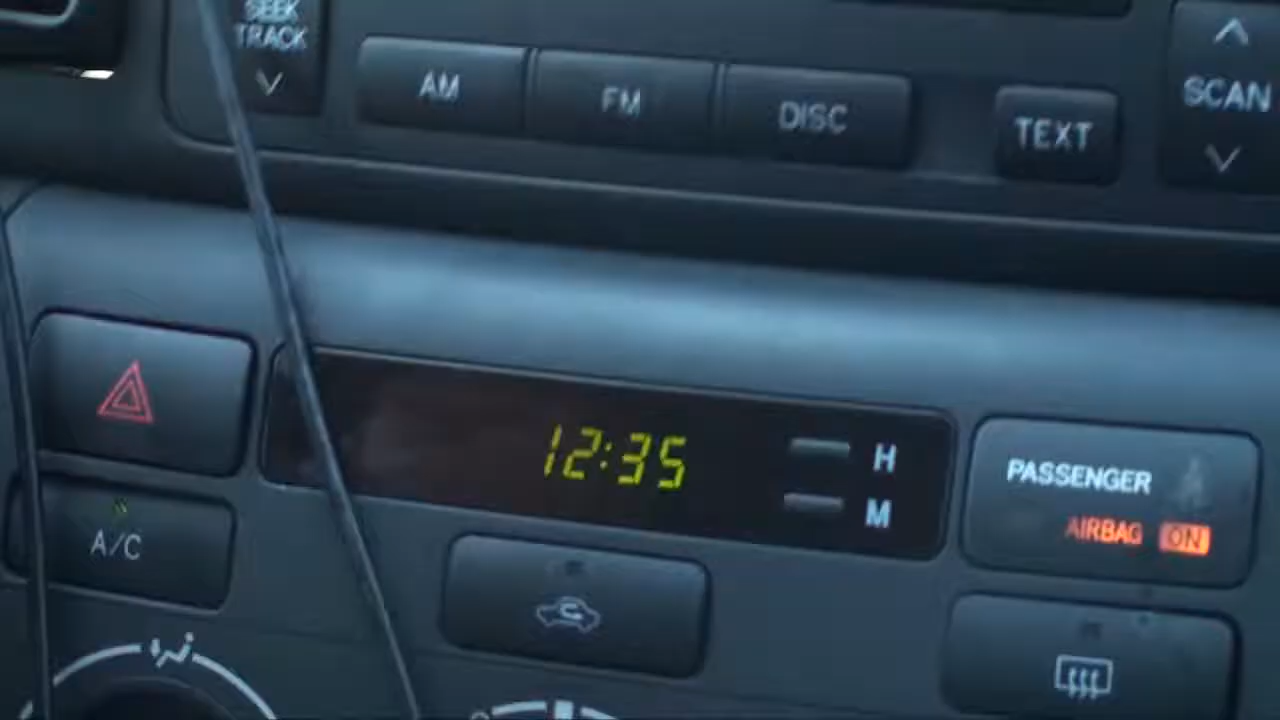 SEEK
TRACK
AM
FM
DISC
TEXT
SCAN
12:35
H
M
PASSENGER
AIRBAG ON
A/C